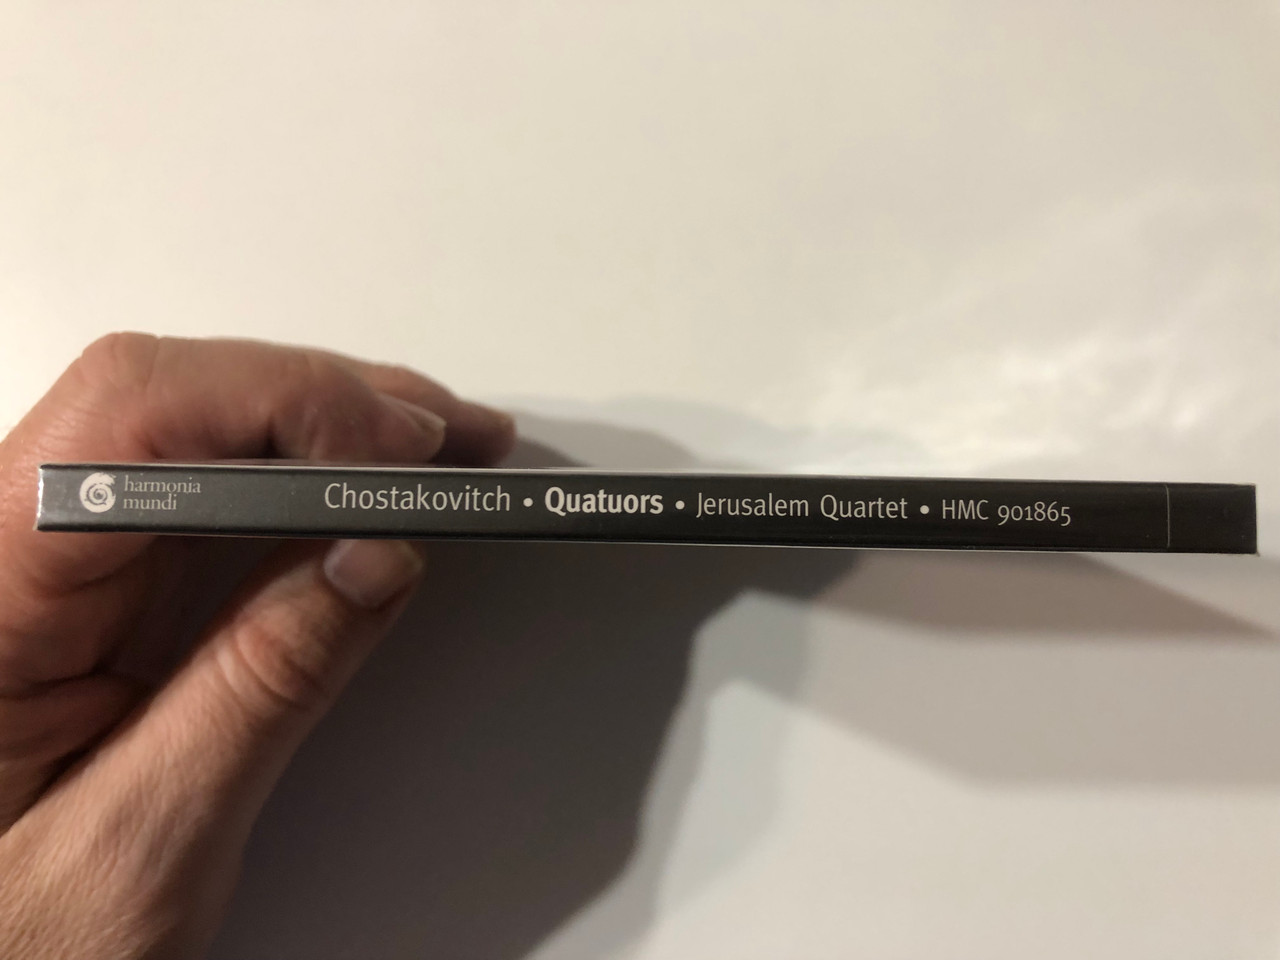 harmonia
mundi
Chostakovitch • Quatuors • Jerusalem Quartet • HMC 901865